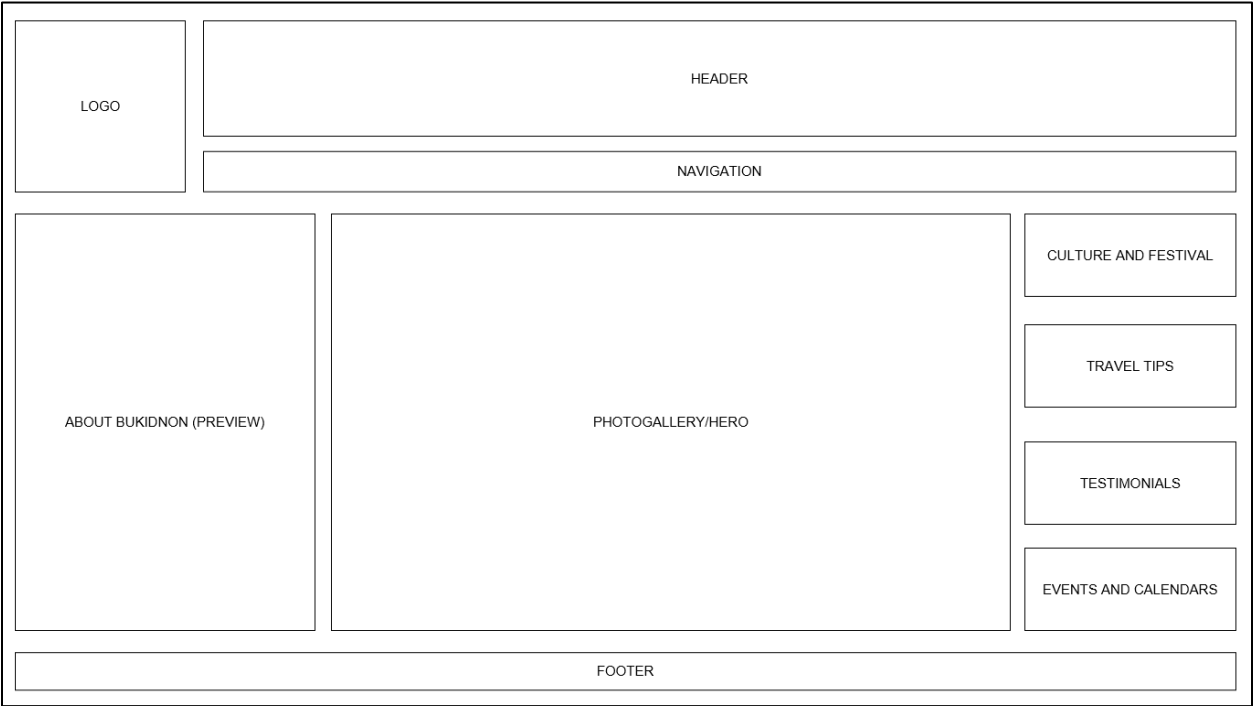 LOGO
HEADER
NAVIGATION
ABOUT BUKIDNON (PREVIEW)
PHOTOGALLERY/HERO
CULTURE AND FESTIVAL
TRAVEL TIPS
TESTIMONIALS
EVENTS AND CALENDARS
FOOTER